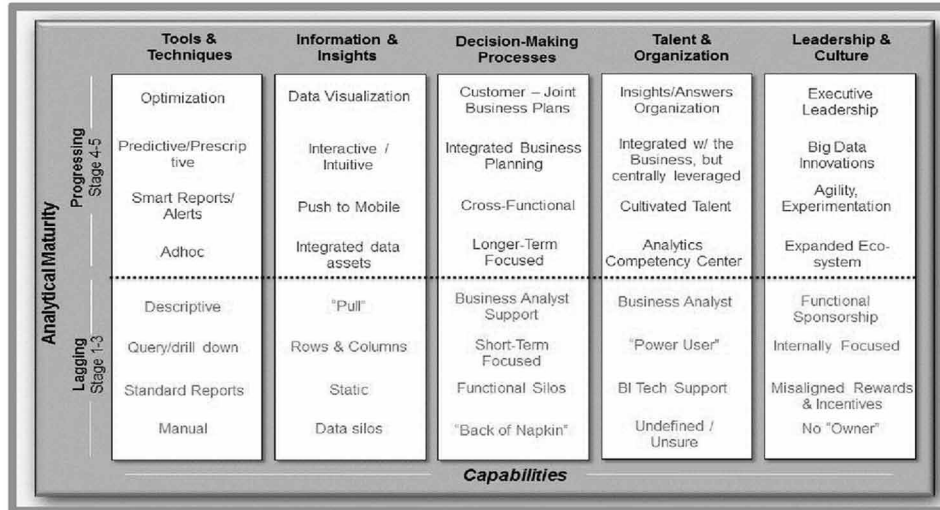 Tools &
Techniques
Information &
Insights
Decision-Making
Processes
Talent &
Organization
Leadership &
Culture
Analytical Maturity
Progressing
Stage 4-5
Lagging
Stage 1-3
Optimization
Predictive/Prescrip
tive
Smart Reports/
Alerts
Adhoc
Descriptive
Query/drill down
Standard Reports
Manual
Data Visualization
Interactive /
Intuitive
Push to Mobile
Integrated data
assets
"Pull"
Rows & Columns
Static
Data silos
Customer – Joint
Business Plans
Integrated Business
Planning
Cross-Functional
Longer-Term
Focused
Business Analyst
Support
Short-Term
Focused
Functional Silos
"Back of Napkin"
Insights/Answers
Organization
Integrated w/ the
Business, but
centrally leveraged
Cultivated Talent
Analytics
Competency Center
Business Analyst
"Power User"
BI Tech Support
Undefined /
Unsure
Executive
Leadership
Big Data
Innovations
Agility,
Experimentation
Expanded Eco-
system
Functional
Sponsorship
Internally Focused
Misaligned Rewards
& Incentives
No "Owner"
Capabilities